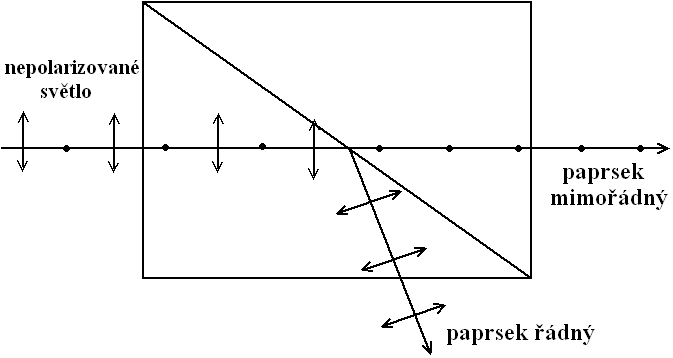 nepolarizované
světlo
paprsek
mimořádný
paprsek řádný